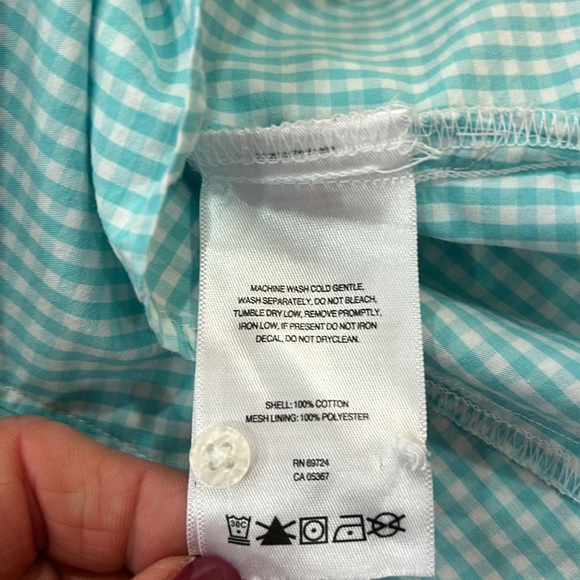 MACHINE WASH COLD GENTLE,
WASH SEPARATELY, DO NOT BLEACH,
TUMBLE DRY LOW, REMOVE PROMPTLY,
IRON LOW, IF PRESENT DO NOT IRON
DECAL, DO NOT DRYCLEAN.
SHELL: 100% COTTON
MESH LINING: 100% POLYESTER
RN 69724
CA 05367
30C